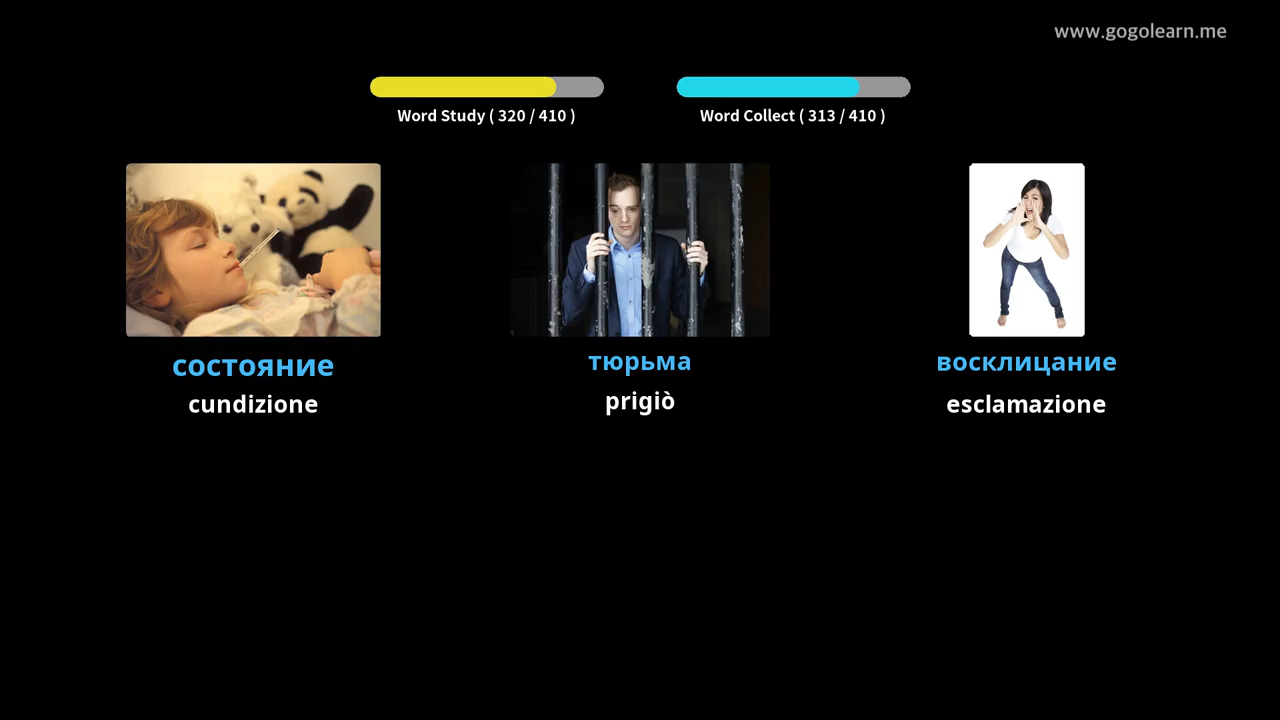 www.gogolearn.me
Word Study ( 320 / 410 )
Word Collect ( 313 / 410 )
состояние
cundizione
тюрьма
prigiò
восклицание
esclamazione